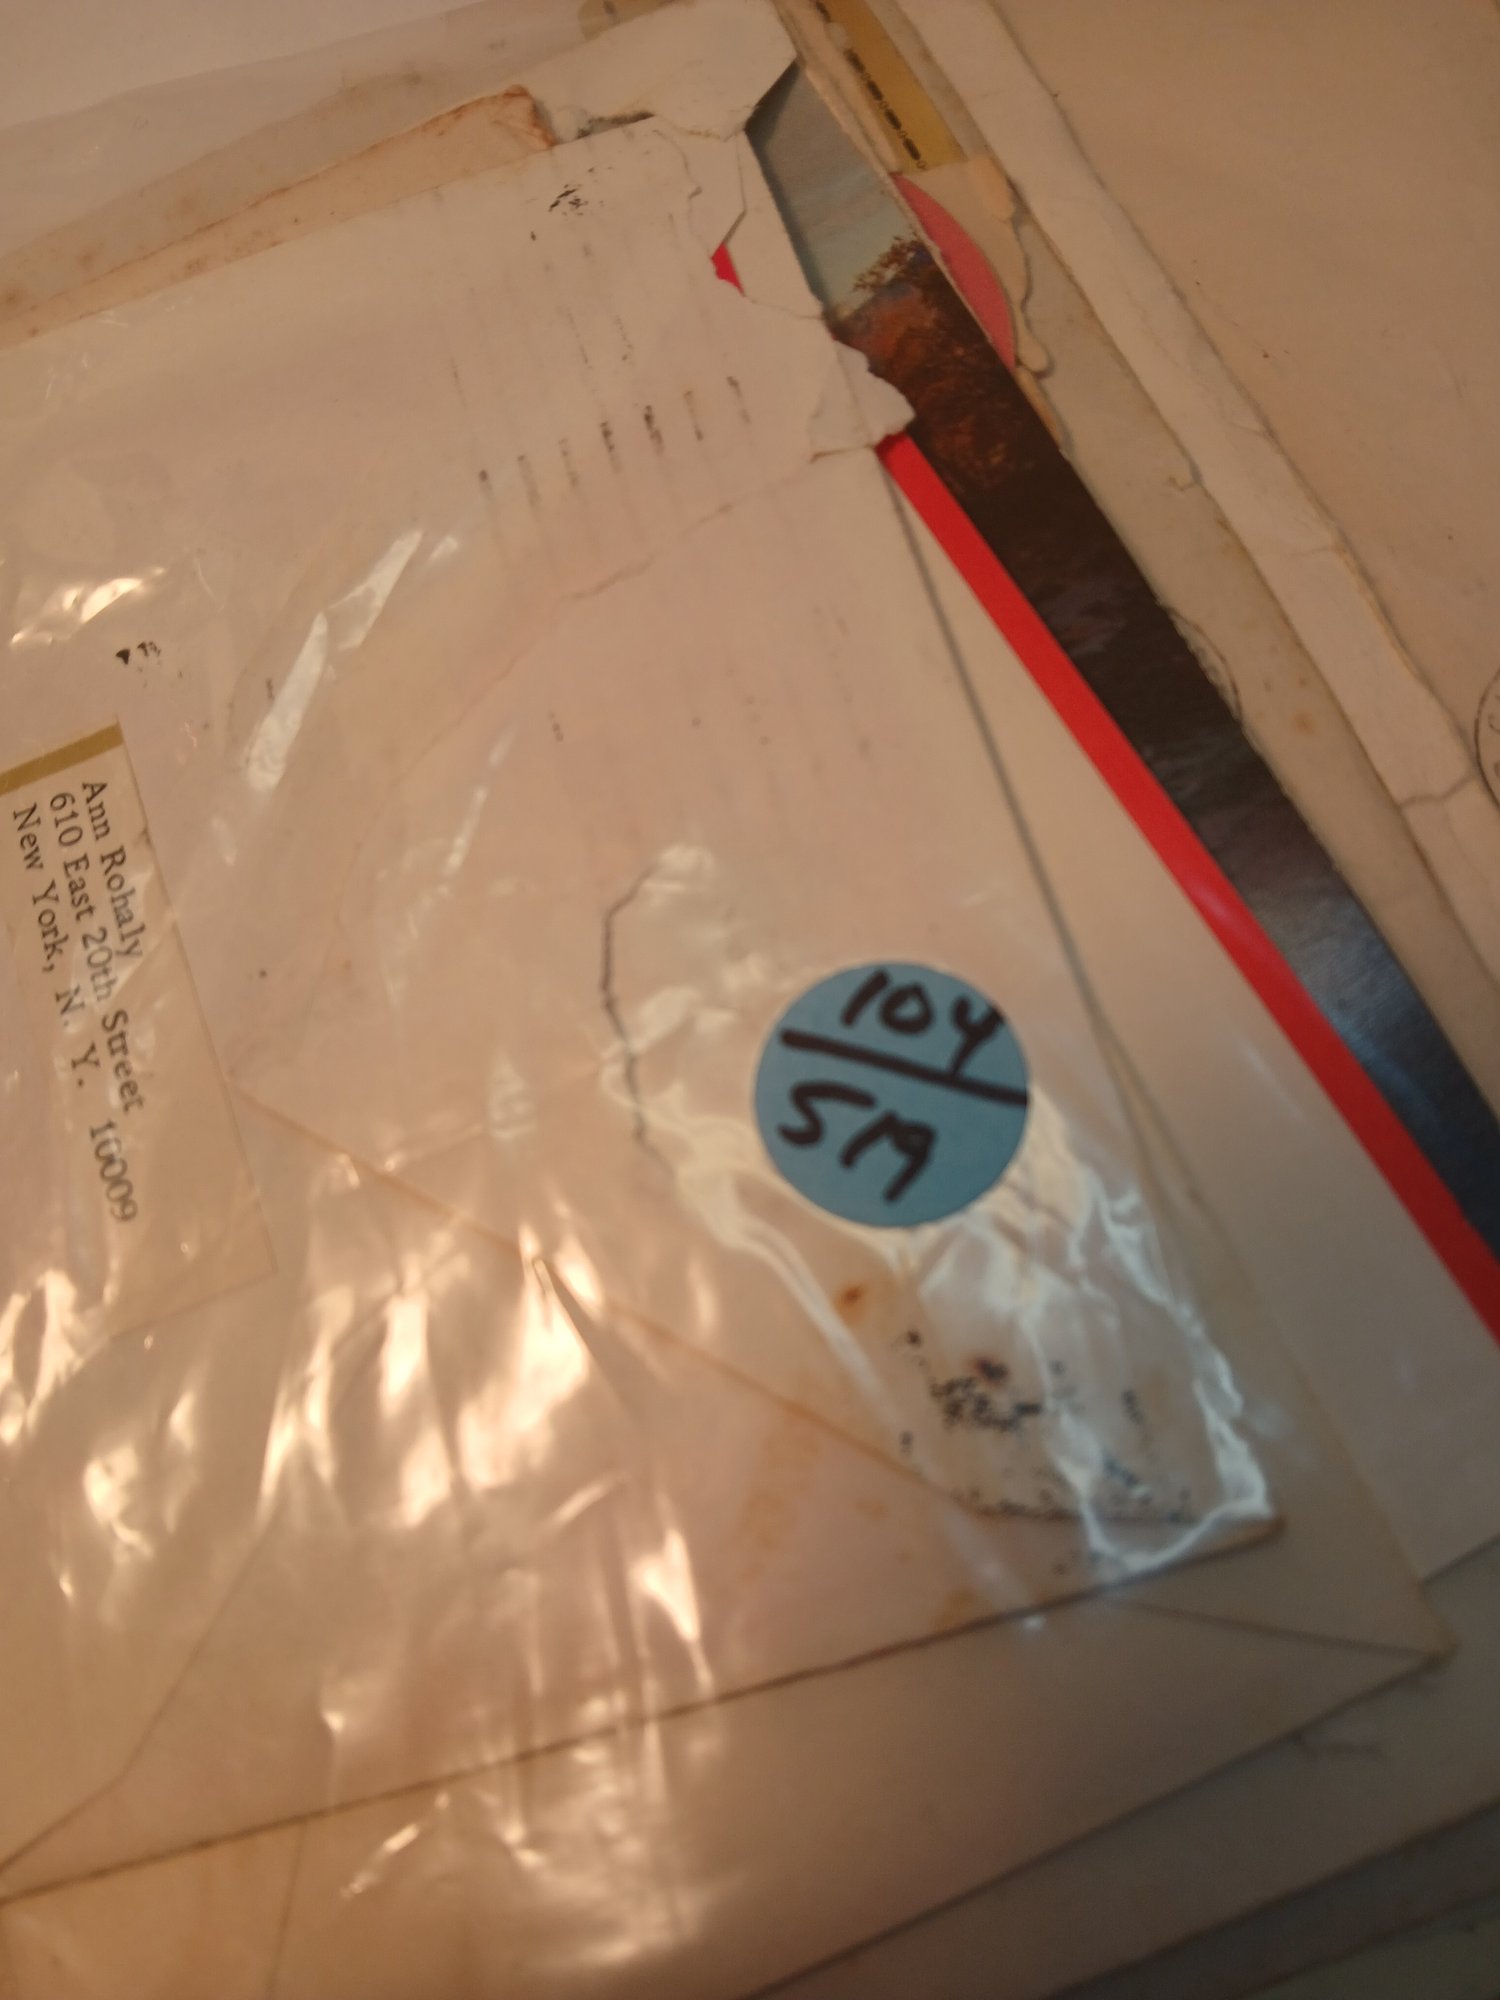 Ann Rohaly
610 East 20th Street
New York, N. Y. 10009
104
SM